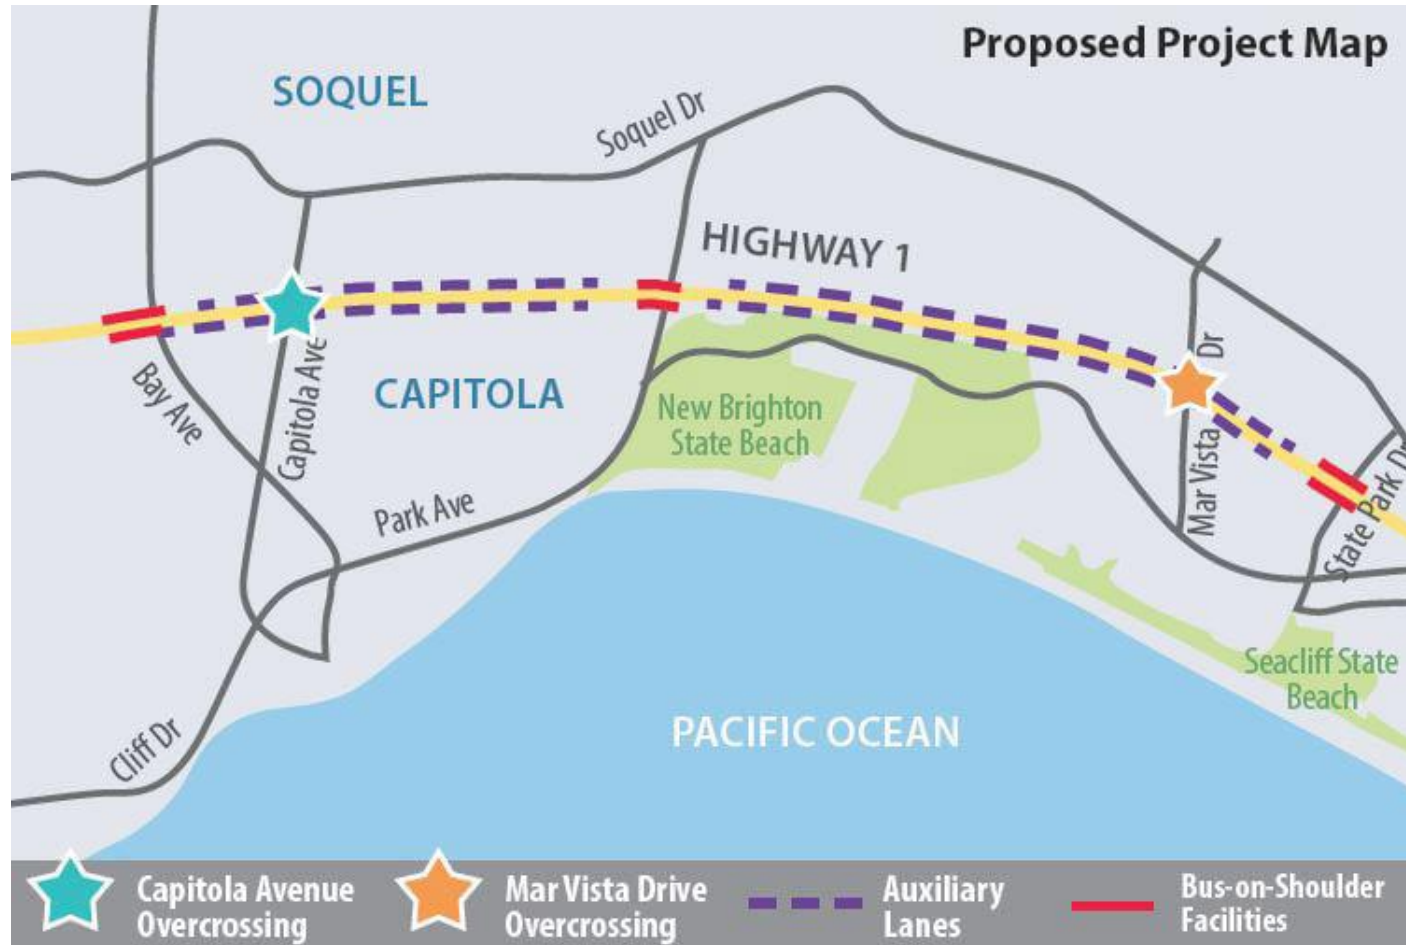 Proposed Project Map
SOQUEL
Soquel Dr
HIGHWAY 1
Bay Ave
Capitola Ave
CAPITOLA
New Brighton
State Beach
Mar Vista Dr
State Park Dr
Park Ave
Seacliff State
Beach
Cliff Dr
PACIFIC OCEAN
Capitola Avenue
Overcrossing
Mar Vista Drive
Overcrossing
Auxiliary
Lanes
Bus-on-Shoulder
Facilities